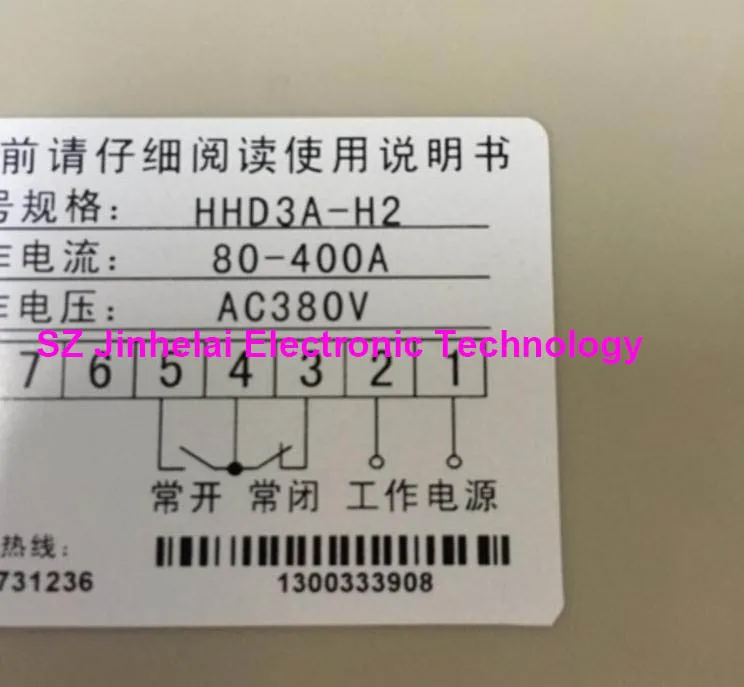 前请仔细阅读使用说明书
号规格: HHD3A-H2
作电流: 80-400A
作电压: AC380V
SZ Jinhelai Electronic Technology
7 6 5 4 3 2 1
常开 常闭 工作电源
热线:
731236
1300333908